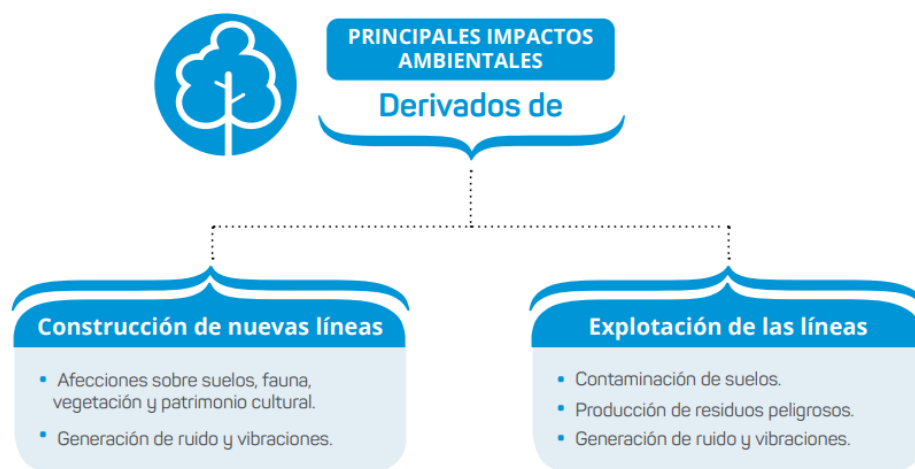 PRINCIPALES IMPACTOS
AMBIENTALES
Derivados de
Construcción de nuevas líneas
• Afecciones sobre suelos, fauna,
vegetación y patrimonio cultural.
• Generación de ruido y vibraciones.
Explotación de las líneas
• Contaminación de suelos.
• Producción de residuos peligrosos.
• Generación de ruido y vibraciones.